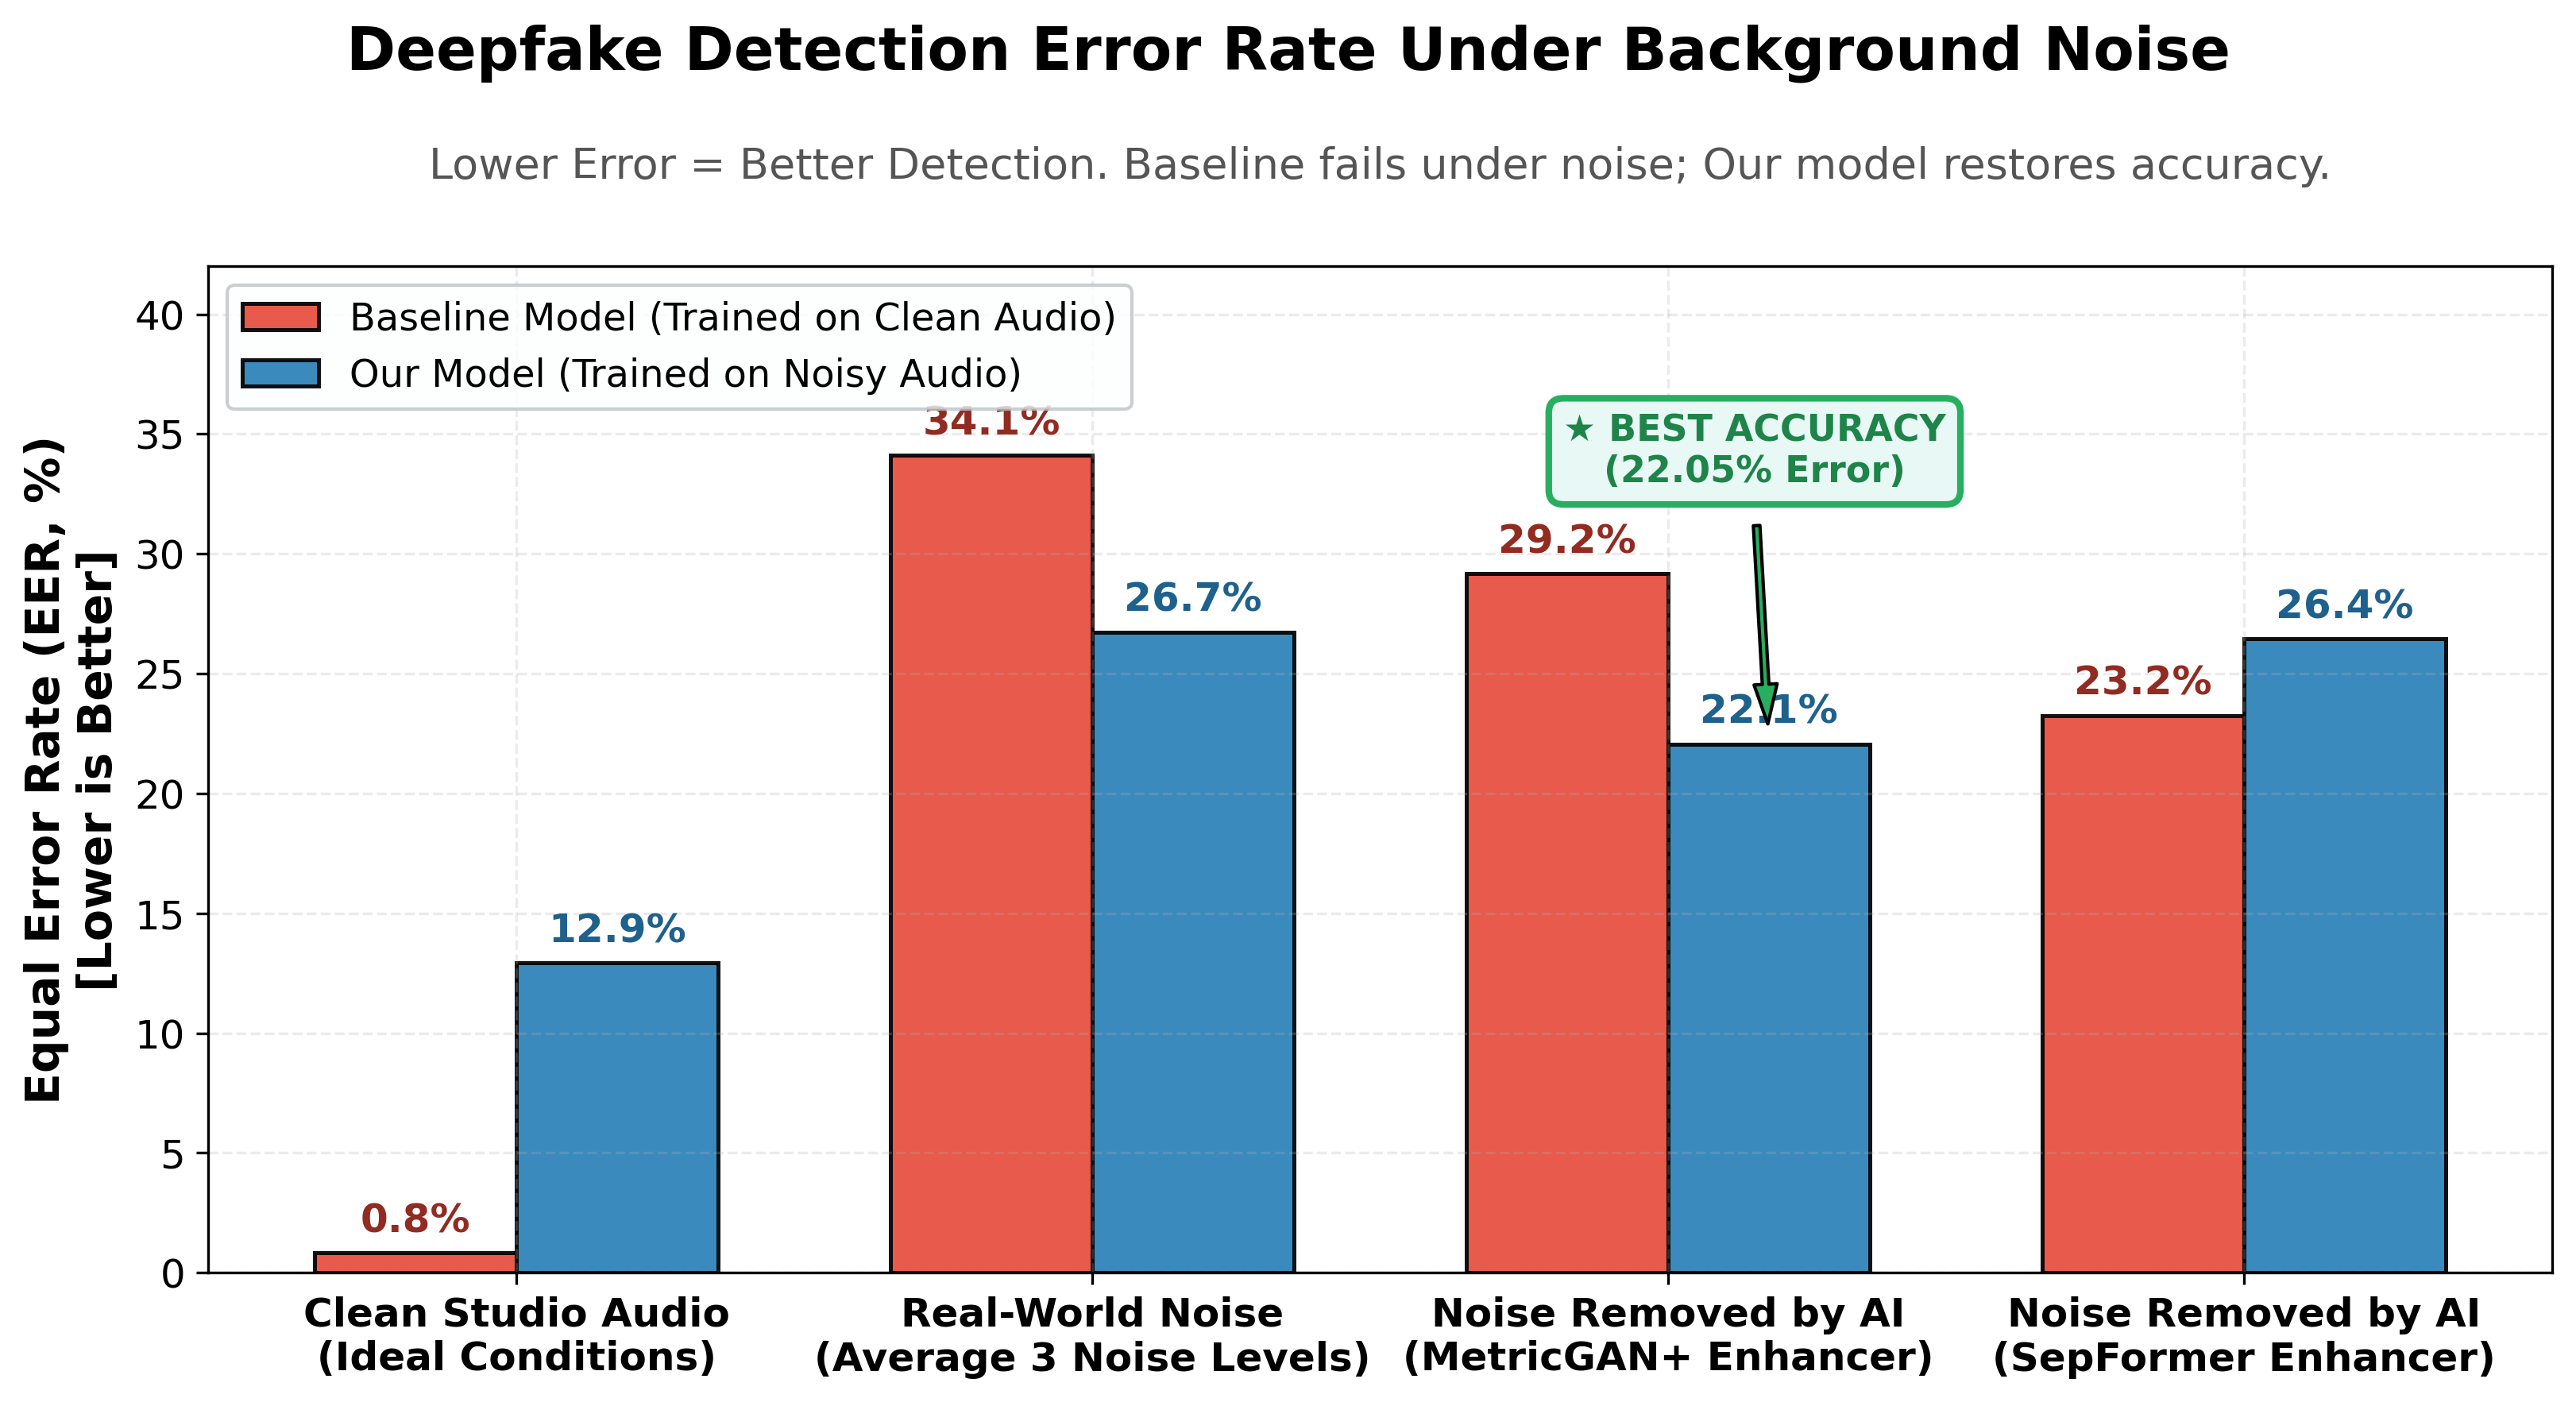 Deepfake Detection Error Rate Under Background Noise
Lower Error = Better Detection. Baseline fails under noise; Our model restores accuracy.
Equal Error Rate (EER, %)
[Lower is Better]
40
35
30
25
20
15
10
5
0
Baseline Model (Trained on Clean Audio)
Our Model (Trained on Noisy Audio)
0.8%
12.9%
34.1%
26.7%
29.2%
22.1%
23.2%
26.4%
★ BEST ACCURACY
(22.05% Error)
Clean Studio Audio
(Ideal Conditions)
Real-World Noise
(Average 3 Noise Levels)
Noise Removed by AI
(MetricGAN+ Enhancer)
Noise Removed by AI
(SepFormer Enhancer)